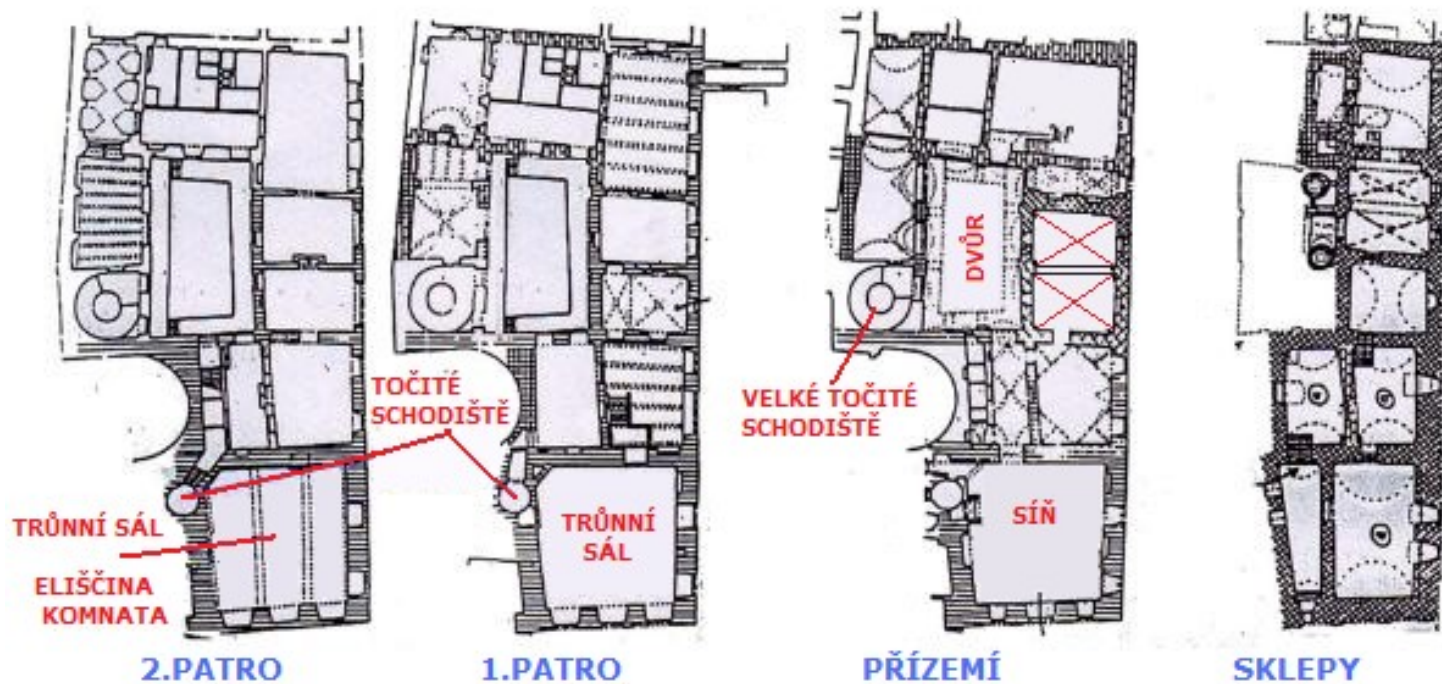 DVŮR
TOČITÉ
SCHODIŠTĚ
VELKÉ TOČITÉ
SCHODIŠTĚ
TRŮNNÍ SÁL
ELIŠČINA
KOMNATA
TRŮNNÍ
SÁL
SÍŇ
2.PATRO
1.PATRO
PŘÍZEMÍ
SKLEPY